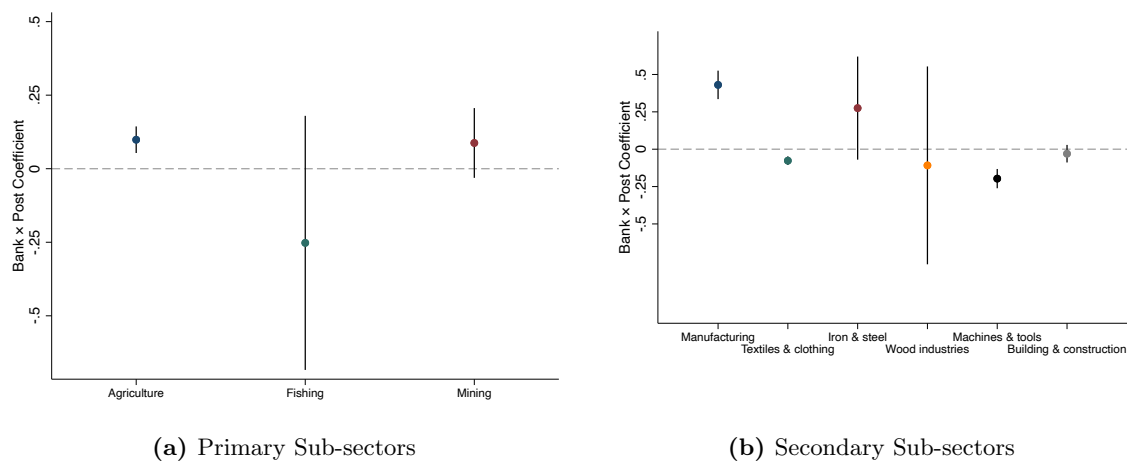 Bank × Post Coefficient
.5
.25
0
-.25
-.5
Agriculture
Fishing
Mining
(a) Primary Sub-sectors
Bank × Post Coefficient
.5
.25
0
-.25
-.5
Manufacturing
Textiles & clothing
Iron & steel
Wood industries
Machines & tools
Building & construction
(b) Secondary Sub-sectors